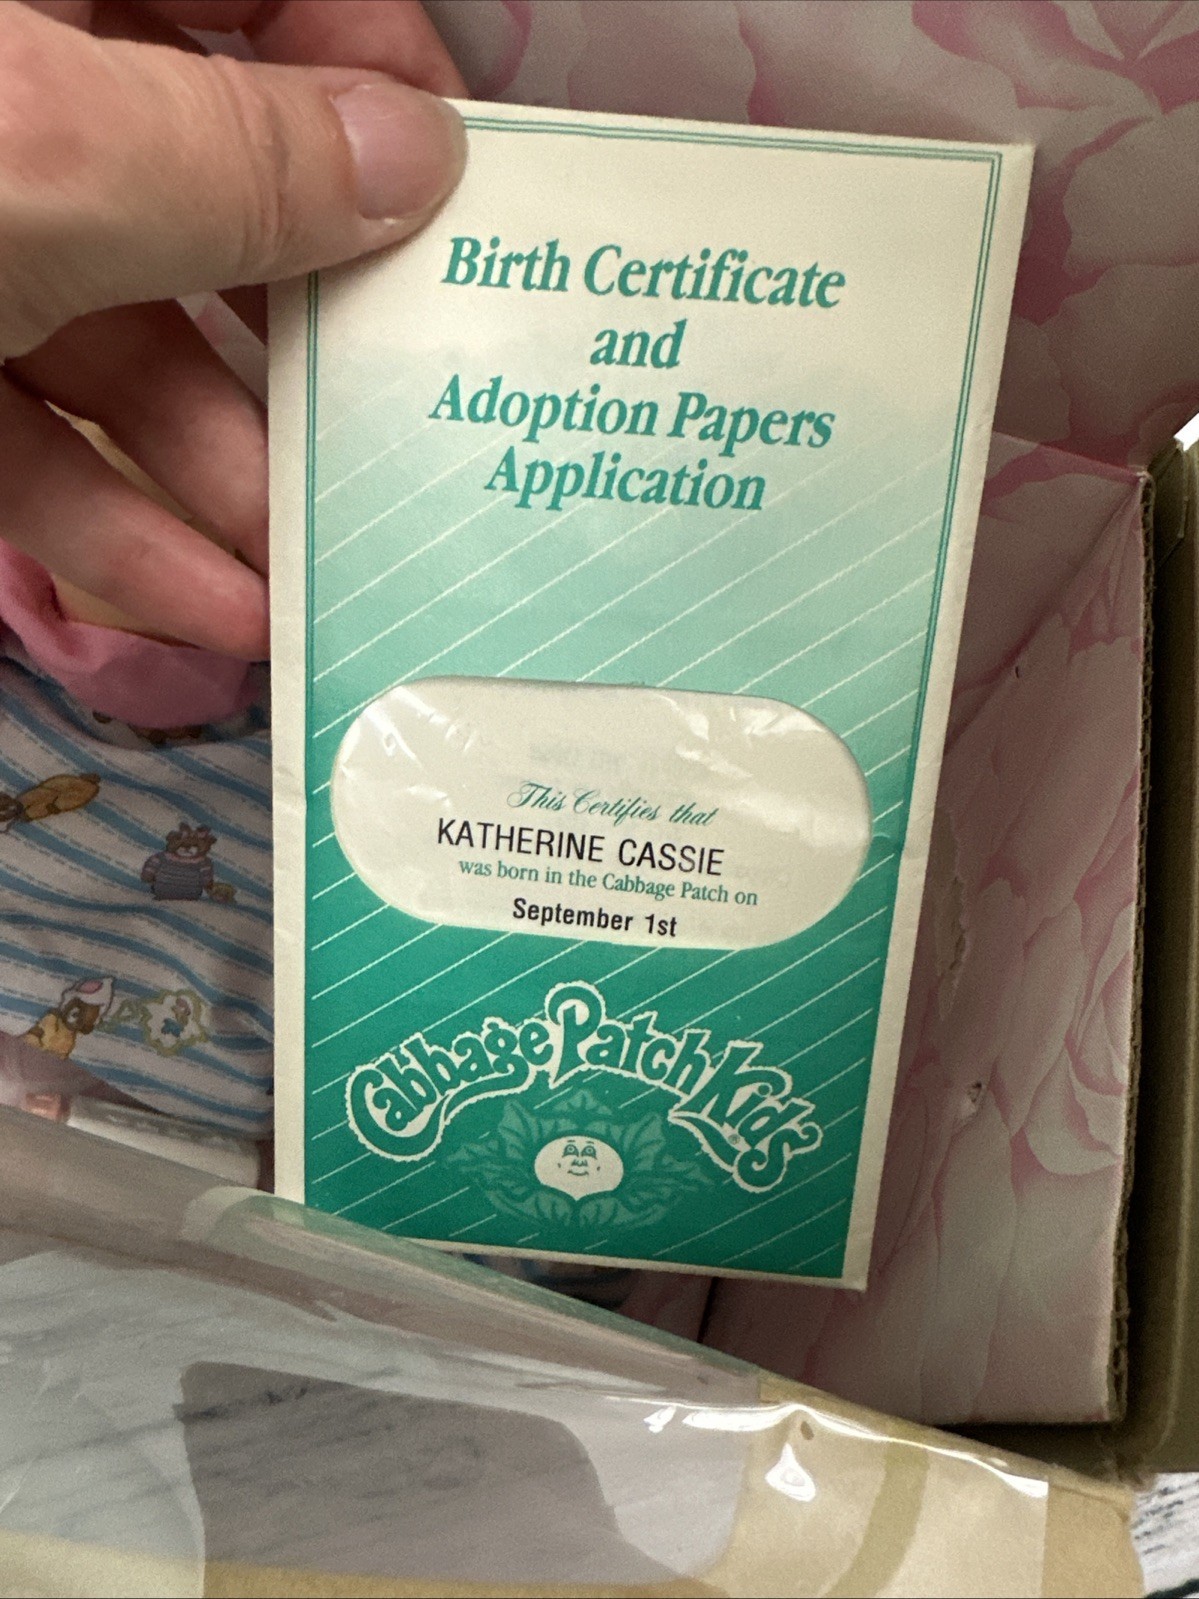 Birth Certificate
and
Adoption Papers
Application
This Certifies that
KATHERINE CASSIE
was born in the Cabbage Patch on
September 1st
Cabbage Patch Kids®